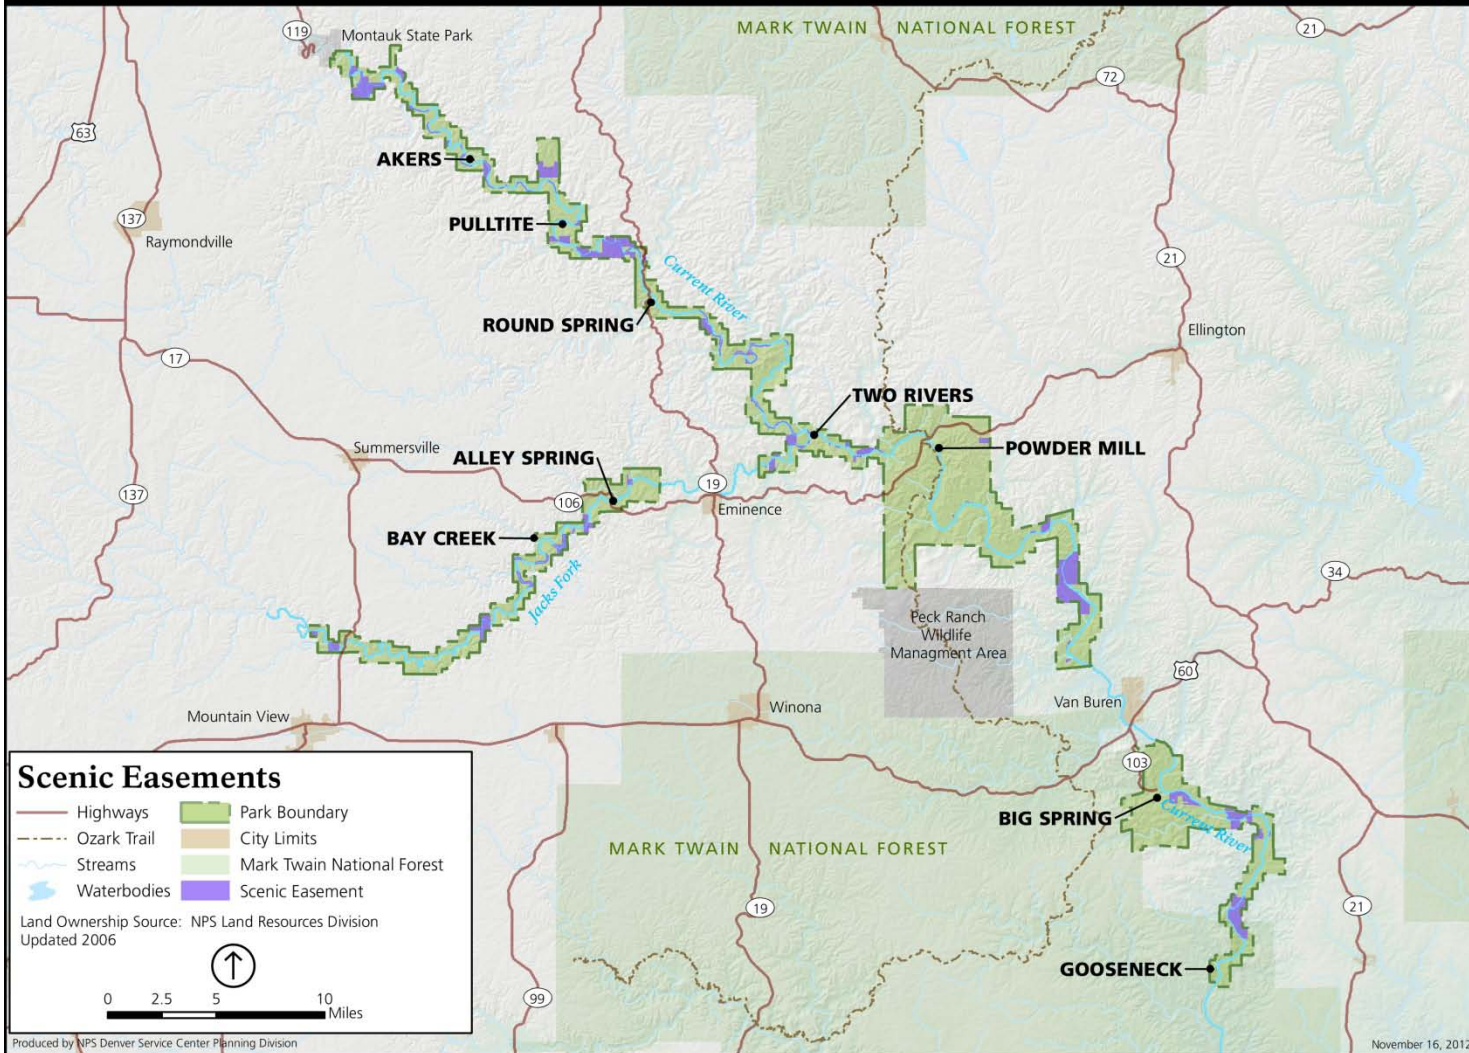 MARK TWAIN NATIONAL FOREST
21
119
Montauk State Park
72
63
AKERS
137
Raymondville
PULLTITE
21
Current River
ROUND SPRING
Ellington
17
TWO RIVERS
Summersville
ALLEY SPRING
POWDER MILL
137
106
19
Eminence
BAY CREEK
Jacks Fork
34
Peck Ranch
Wildlife
Managment Area
60
Mountain View
Winona
Van Buren
103
BIG SPRING
Current River
MARK TWAIN NATIONAL FOREST
19
21
GOOSENECK
99
Scenic Easements
Highways
Park Boundary
Ozark Trail
City Limits
Streams
Mark Twain National Forest
Waterbodies
Scenic Easement
Land Ownership Source: NPS Land Resources Division
Updated 2006
0 2.5 5 10
Miles
Produced by NPS Denver Service Center Planning Division
November 16, 2012